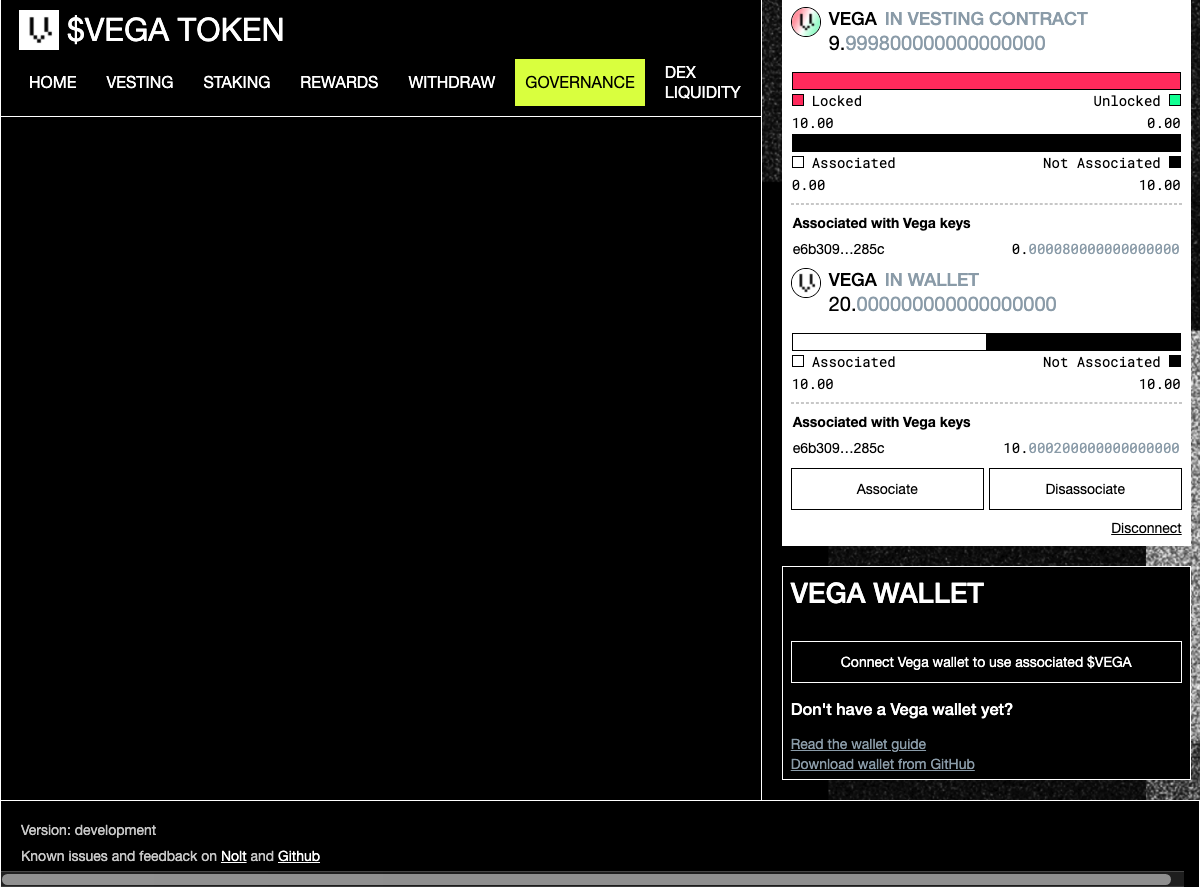 $VEGA TOKEN
HOME VESTING STAKING REWARDS WITHDRAW GOVERNANCE DEX LIQUIDITY
VEGA IN VESTING CONTRACT
9.999800000000000000
Locked Unlocked
10.00 0.00
Associated Not Associated
0.00 10.00
Associated with Vega keys
e6b309…285c 0.000080000000000000
VEGA IN WALLET
20.000000000000000000
Associated Not Associated
10.00 10.00
Associated with Vega keys
e6b309…285c 10.000200000000000000
Associate Disassociate
Disconnect
VEGA WALLET
Connect Vega wallet to use associated $VEGA
Don't have a Vega wallet yet?
Read the wallet guide
Download wallet from GitHub
Version: development
Known issues and feedback on Nolt and Github